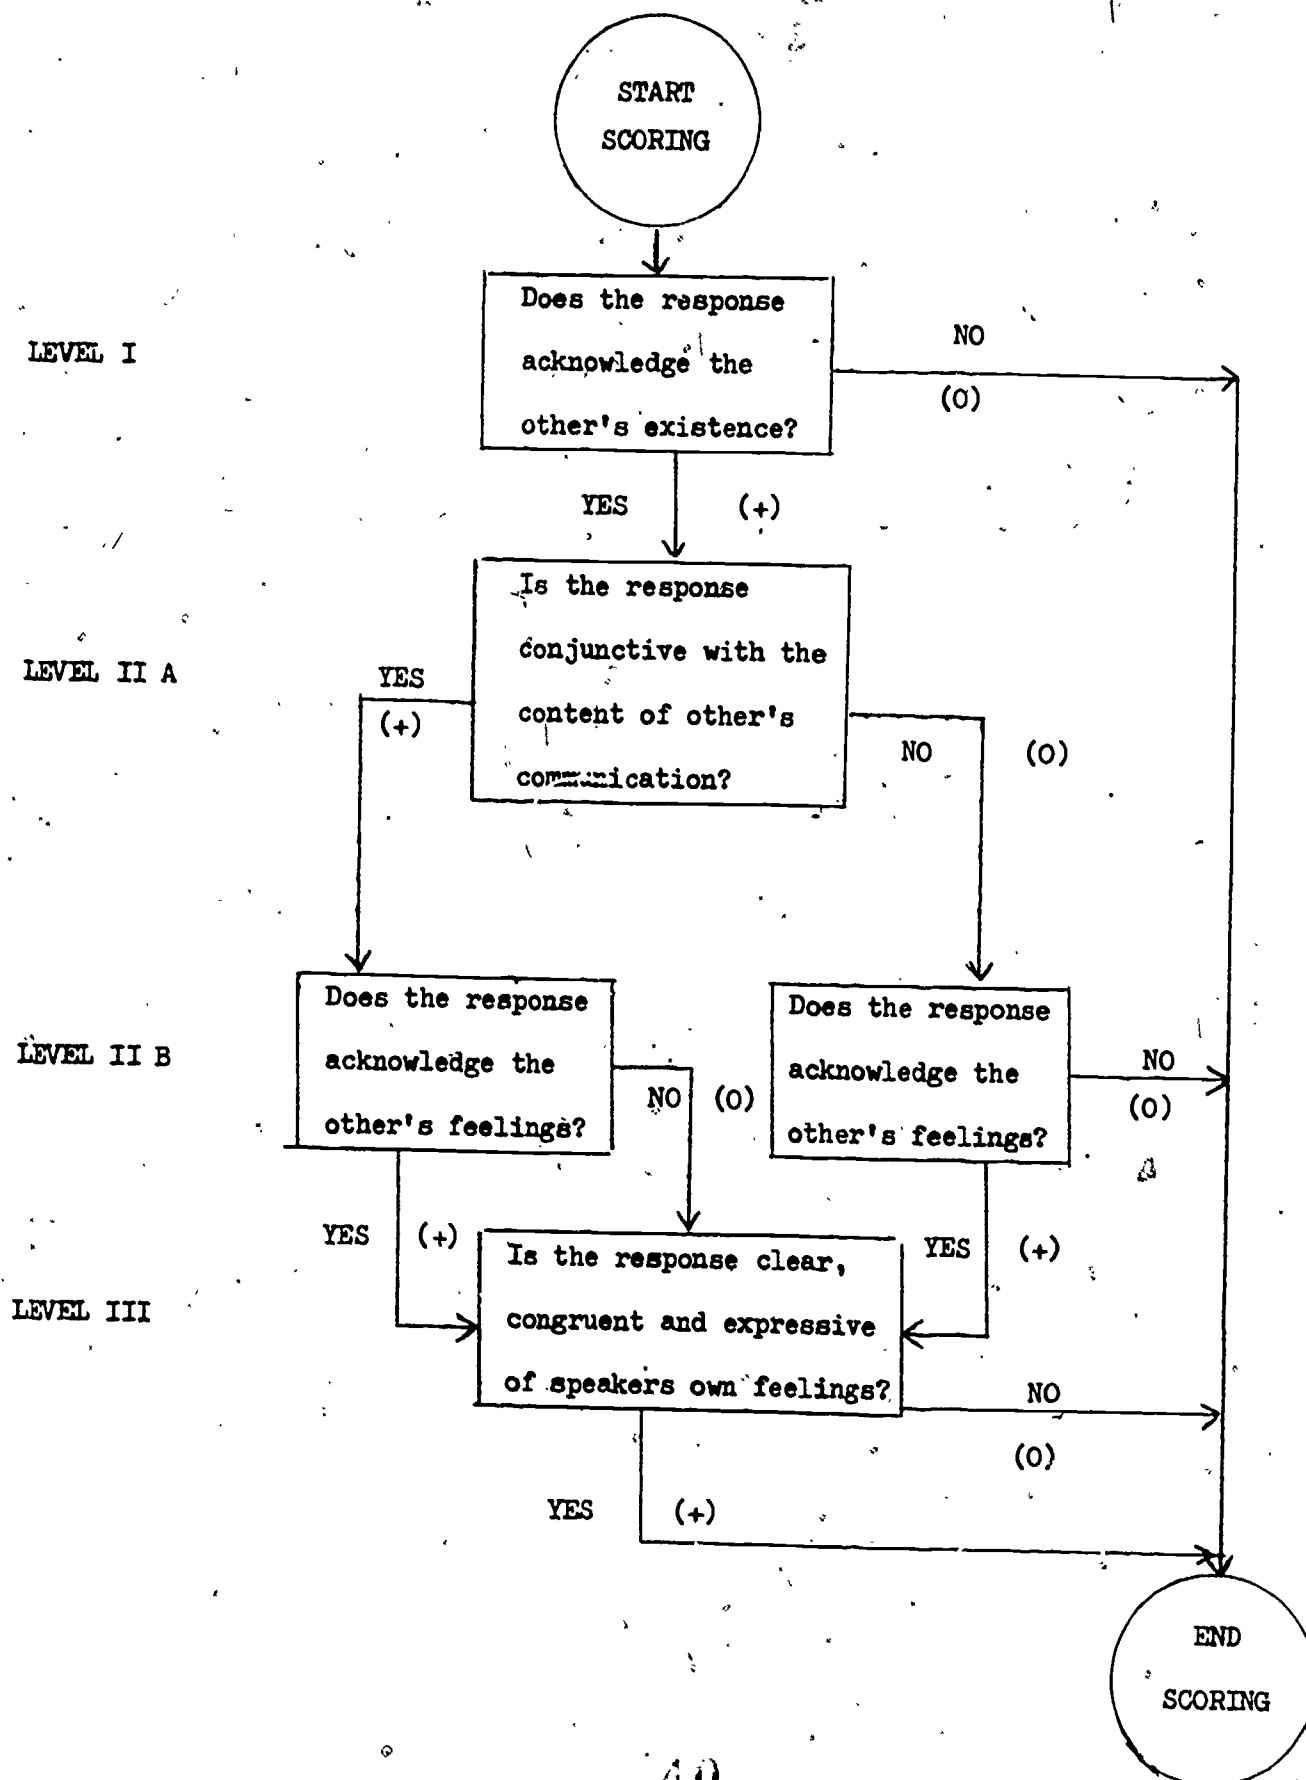 START
SCORING
LEVEL I
Does the response
acknowledge the
other's existence?
NO
(0)
YES (+)
LEVEL II A
Is the response
conjunctive with the
content of other's
communication?
YES
(+)
NO (0)
LEVEL II B
Does the response
acknowledge the
other's feelings?
NO (0)
Does the response
acknowledge the
other's feelings?
NO
(0)
YES (+)
YES (+)
LEVEL III
Is the response clear,
congruent and expressive
of speakers own feelings?
NO
(0)
YES (+)
END
SCORING